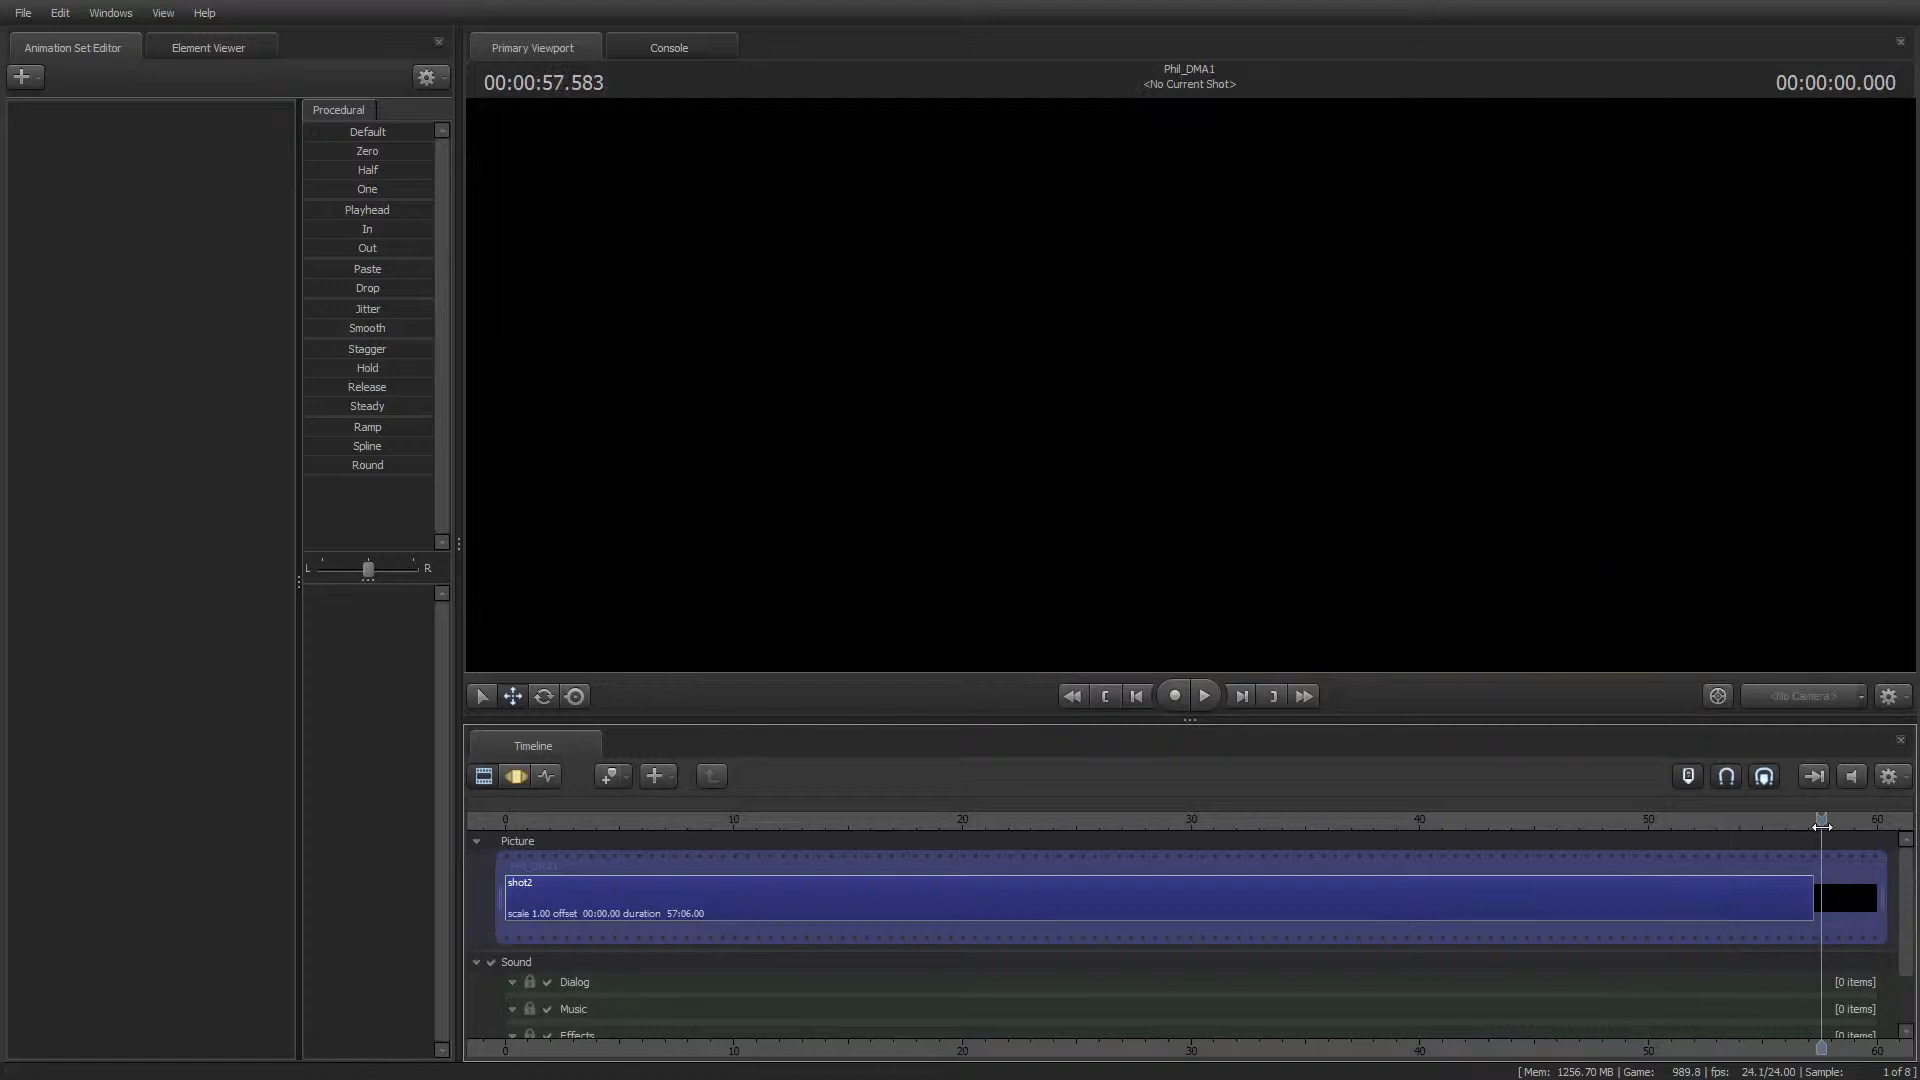 File Edit Windows View Help
Animation Set Editor Element Viewer
Primary Viewport Console
00:00:57.583
Phil_DMA1
<No Current Shot>
00:00:00.000
Procedural
Default
Zero
Half
One
Playhead
In
Out
Paste
Drop
Jitter
Smooth
Stagger
Hold
Release
Steady
Ramp
Spline
Round
L R
<No Camera>
Timeline
0 10 20 30 40 50 60
Picture
Phil_DMA1
shot2
scale 1.00 offset 00:00.00 duration 57:06.00
Sound
Dialog [0 items]
Music [0 items]
Effects [0 items]
0 10 20 30 40 50 60
[ Mem: 1256.70 MB | Game: 989.8 | fps: 24.1/24.00 | Sample: 1 of 8 ]